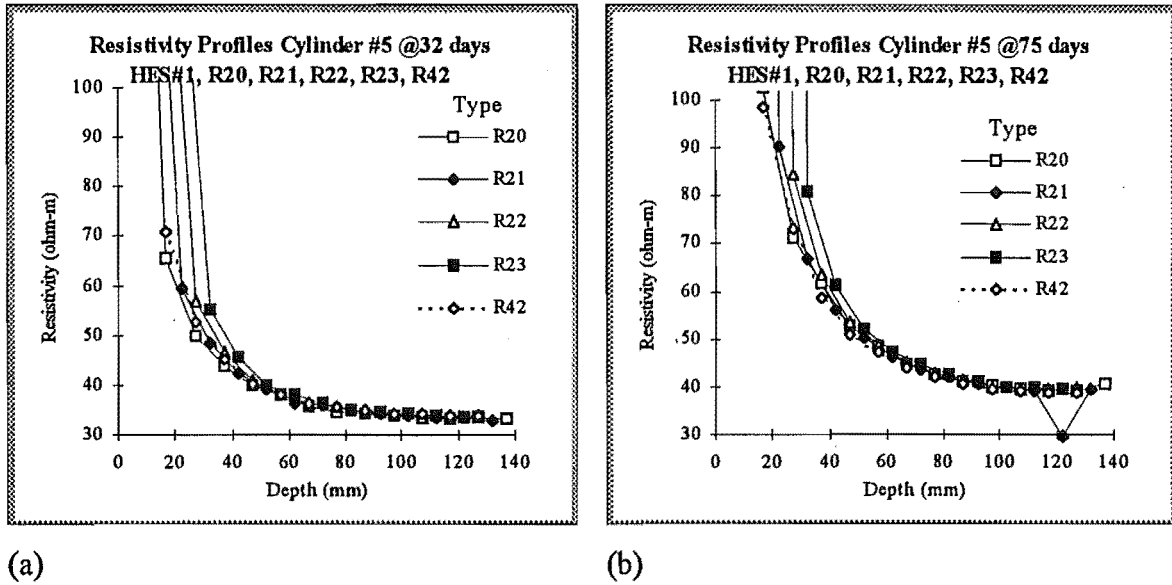 Resistivity Profiles Cylinder #5 @32 days
HES#1, R20, R21, R22, R23, R42
Type
R20
R21
R22
R23
R42
100
90
80
70
60
50
40
30
Resistivity (ohm-m)
0 20 40 60 80 100 120 140
Depth (mm)
(a)
Resistivity Profiles Cylinder #5 @75 days
HES#1, R20, R21, R22, R23, R42
Type
R20
R21
R22
R23
R42
100
90
80
70
60
50
40
30
Resistivity (ohm-m)
0 20 40 60 80 100 120 140
Depth (mm)
(b)